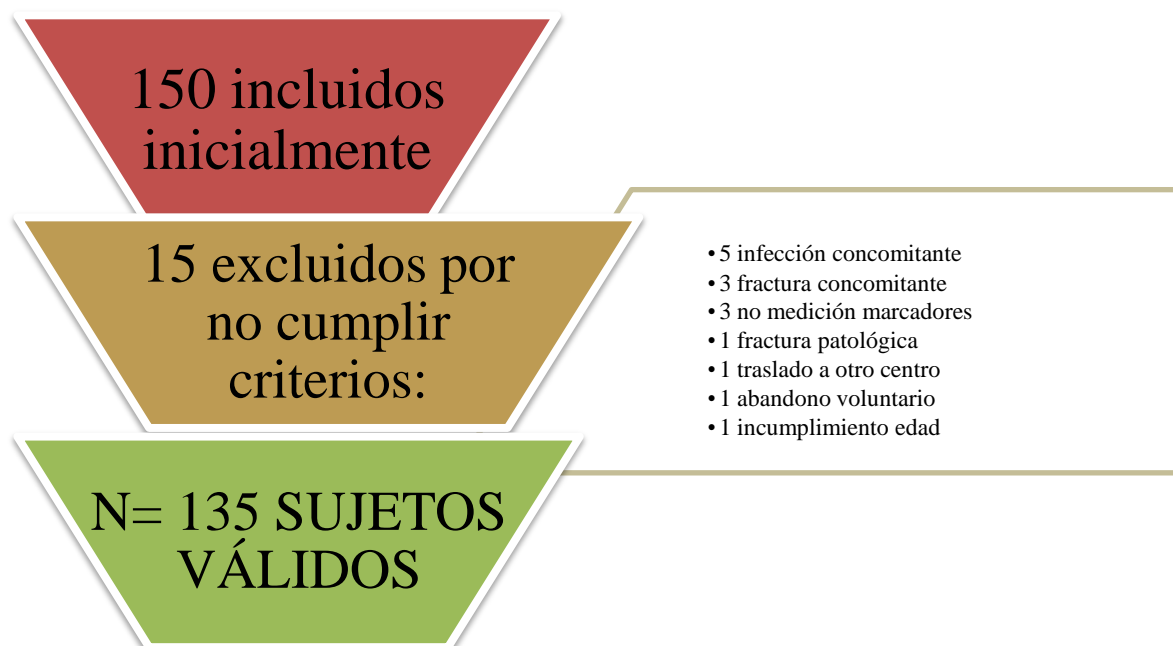 150 incluidos
inicialmente
15 excluidos por
no cumplir
criterios:
• 5 infección concomitante
• 3 fractura concomitante
• 3 no medición marcadores
• 1 fractura patológica
• 1 traslado a otro centro
• 1 abandono voluntario
• 1 incumplimiento edad
N= 135 SUJETOS
VÁLIDOS